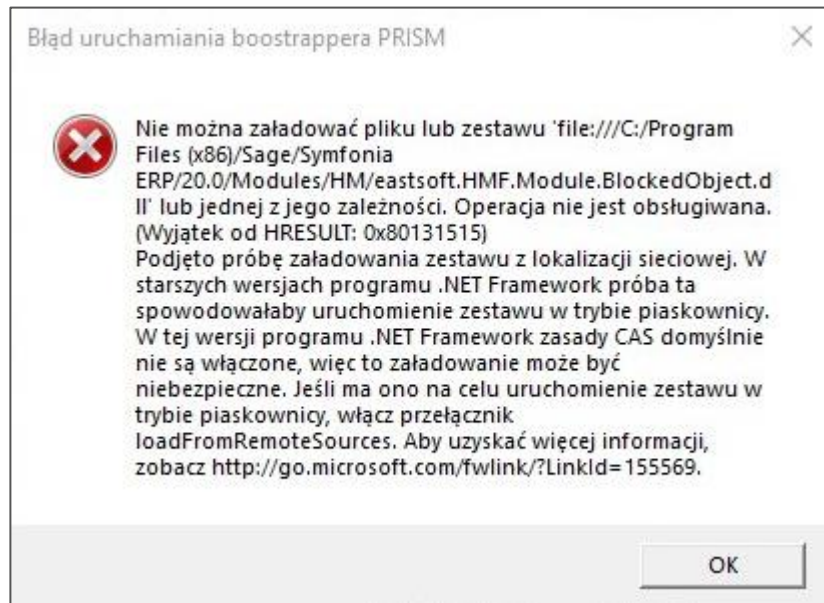 Błąd uruchamiania boostrappera PRISM
Nie można załadować pliku lub zestawu 'file:///C:/Program
Files (x86)/Sage/Symfonia
ERP/20.0/Modules/HM/eastsoft.HMF.Module.BlockedObject.d
ll' lub jednej z jego zależności. Operacja nie jest obsługiwana.
(Wyjątek od HRESULT: 0x80131515)
Podjęto próbę załadowania zestawu z lokalizacji sieciowej. W
starszych wersjach programu .NET Framework próba ta
spowodowałaby uruchomienie zestawu w trybie piaskownicy.
W tej wersji programu .NET Framework zasady CAS domyślnie
nie są włączone, więc to załadowanie może być
niebezpieczne. Jeśli ma ono na celu uruchomienie zestawu w
trybie piaskownicy, włącz przełącznik
loadFromRemoteSources. Aby uzyskać więcej informacji,
zobacz http://go.microsoft.com/fwlink/?LinkId=155569.
OK